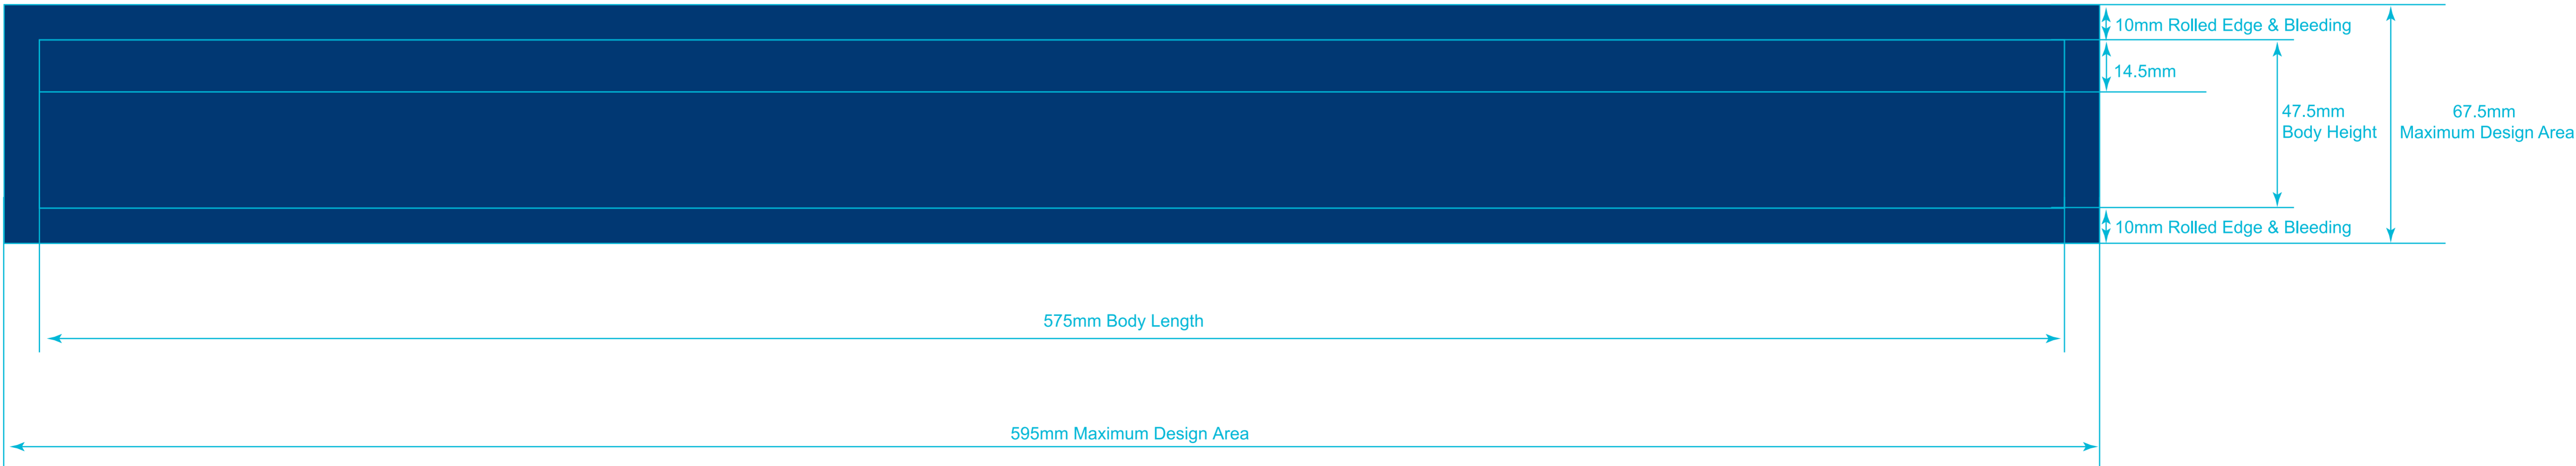 10mm Rolled Edge & Bleeding
14.5mm
47.5mm
Body Height
67.5mm
Maximum Design Area
10mm Rolled Edge & Bleeding
575mm Body Length
595mm Maximum Design Area